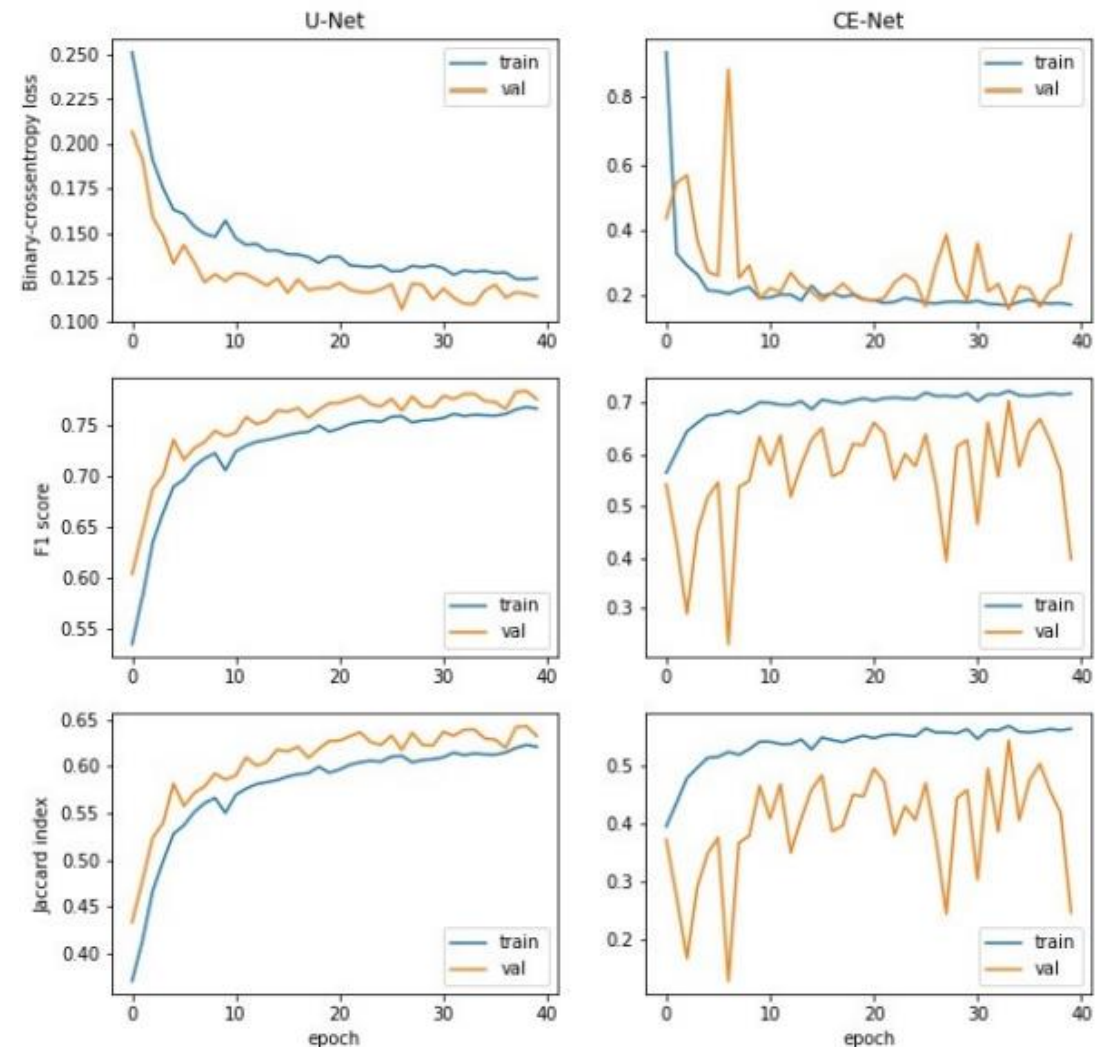 U-Net
CE-Net
Binary-crossentropy loss
0.250
0.225
0.200
0.175
0.150
0.125
0.100
train
val
0 10 20 30 40
0.8
0.6
0.4
0.2
train
val
0 10 20 30 40
F1 score
0.75
0.70
0.65
0.60
0.55
train
val
0 10 20 30 40
0.7
0.6
0.5
0.4
0.3
train
val
0 10 20 30 40
Jaccard index
0.65
0.60
0.55
0.50
0.45
0.40
train
val
0 10 20 30 40
epoch
0.5
0.4
0.3
0.2
train
val
0 10 20 30 40
epoch